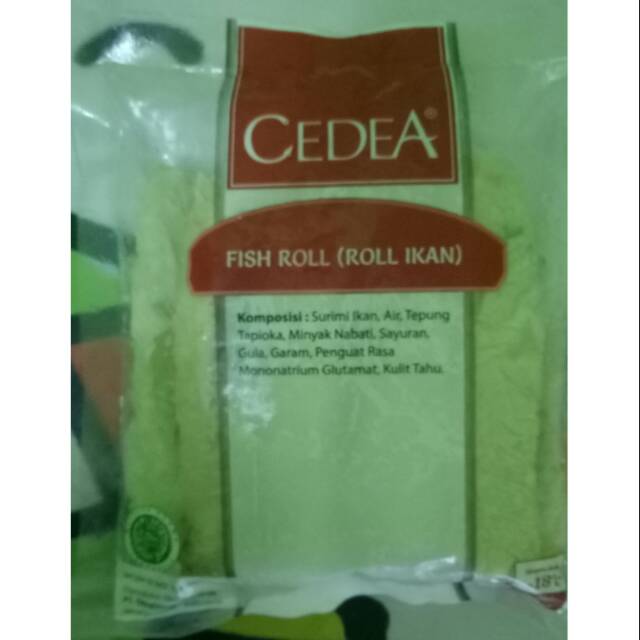 CEDEA®
FISH ROLL (ROLL IKAN)
Komposisi : Surimi Ikan, Air, Tepung
Tapioka, Minyak Nabati, Sayuran,
Gula, Garam, Penguat Rasa
Mononatrium Glutamat, Kulit Tahu.
-18°C